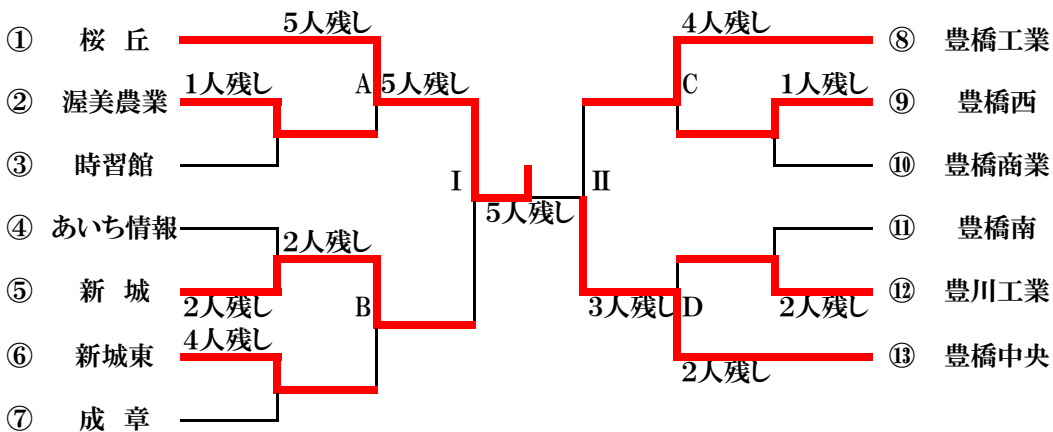 5人残し
4人残し
① 桜 丘
⑧ 豊橋工業
1人残し
A
5人残し
C
1人残し
② 渥美農業
⑨ 豊橋西
③ 時習館
⑩ 豊橋商業
I
II
5人残し
④ あいち情報
⑪ 豊橋南
2人残し
⑤ 新 城
⑫ 豊川工業
2人残し
B
3人残し
D
2人残し
4人残し
⑥ 新城東
⑬ 豊橋中央
2人残し
⑦ 成 章